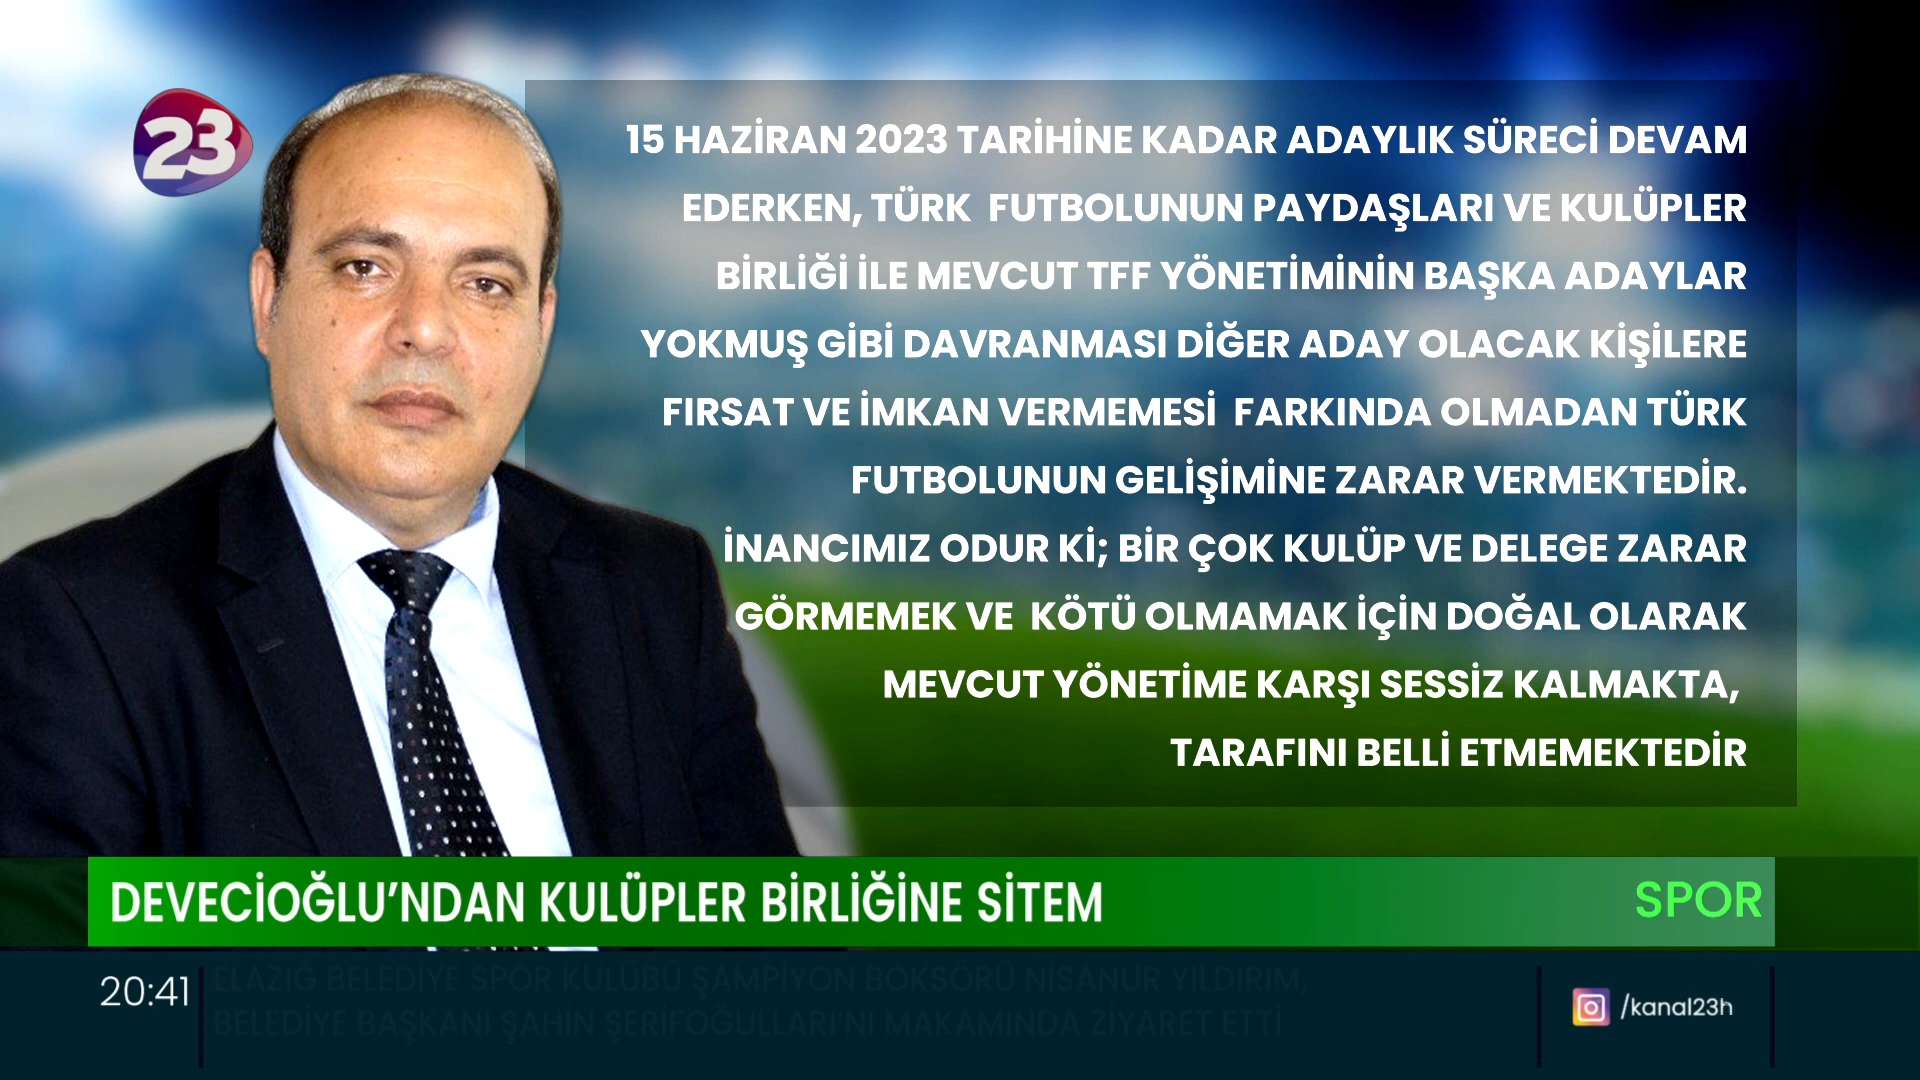 23
15 HAZİRAN 2023 TARİHİNE KADAR ADAYLIK SÜRECİ DEVAM
EDERKEN, TÜRK  FUTBOLUNUN PAYDAŞLARI VE KULÜPLER
BİRLİĞİ İLE MEVCUT TFF YÖNETİMİNİN BAŞKA ADAYLAR
YOKMUŞ GİBİ DAVRANMASI DİĞER ADAY OLACAK KİŞİLERE
FIRSAT VE İMKAN VERMEMESİ  FARKINDA OLMADAN TÜRK
FUTBOLUNUN GELİŞİMİNE ZARAR VERMEKTEDİR.
İNANCIMIZ ODUR Kİ; BİR ÇOK KULÜP VE DELEGE ZARAR
GÖRMEMEK VE  KÖTÜ OLMAMAK İÇİN DOĞAL OLARAK
MEVCUT YÖNETİME KARŞI SESSİZ KALMAKTA,
TARAFINI BELLİ ETMEMEKTEDİR
DEVECİOĞLU’NDAN KULÜPLER BİRLİĞİNE SİTEM
SPOR
20:41
ELAZIĞ BELEDİYE SPOR KULÜBÜ ŞAMPİYON BOKSÖRÜ NİSANUR YILDIRIM,
BELEDİYE BAŞKANI ŞAHİN ŞERİFOĞULLARI'NI MAKAMINDA ZİYARET ETTİ
/kanal23h